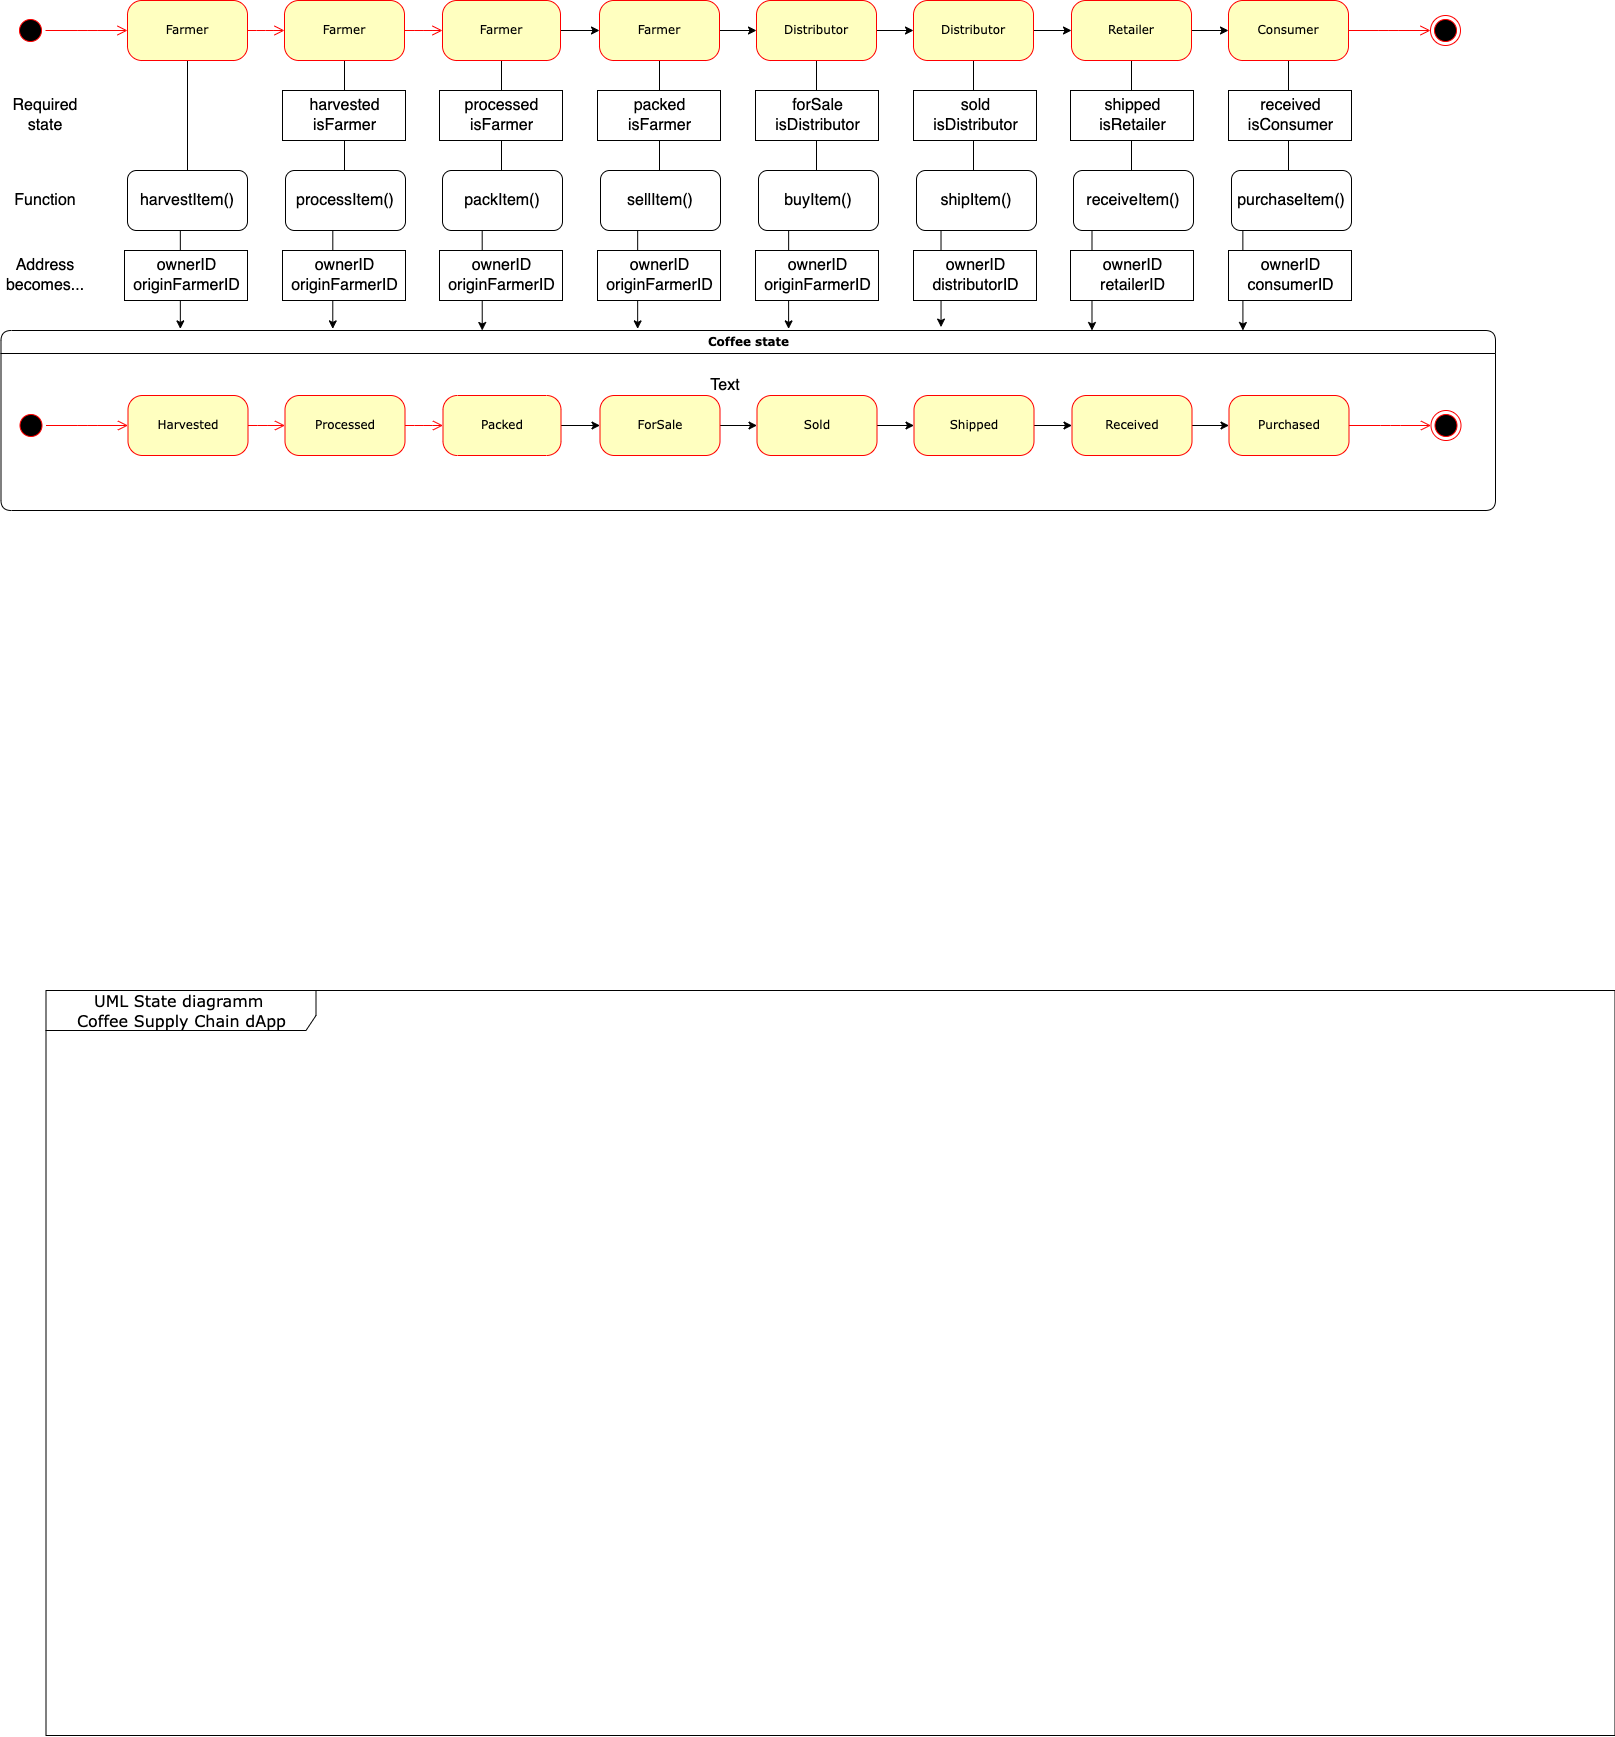 Farmer Farmer Farmer Farmer Distributor Distributor Retailer Consumer
Required harvested processed packed forSale sold shipped received
state isFarmer isFarmer isFarmer isDistributor isDistributor isRetailer isConsumer
Function harvestItem() processItem() packItem() sellItem() buyItem() shipItem() receiveItem() purchaseItem()
Address ownerID ownerID ownerID ownerID ownerID ownerID ownerID ownerID
becomes... originFarmerID originFarmerID originFarmerID originFarmerID originFarmerID distributorID retailerID consumerID
Coffee state
Text
Harvested Processed Packed ForSale Sold Shipped Received Purchased
UML State diagramm
Coffee Supply Chain dApp